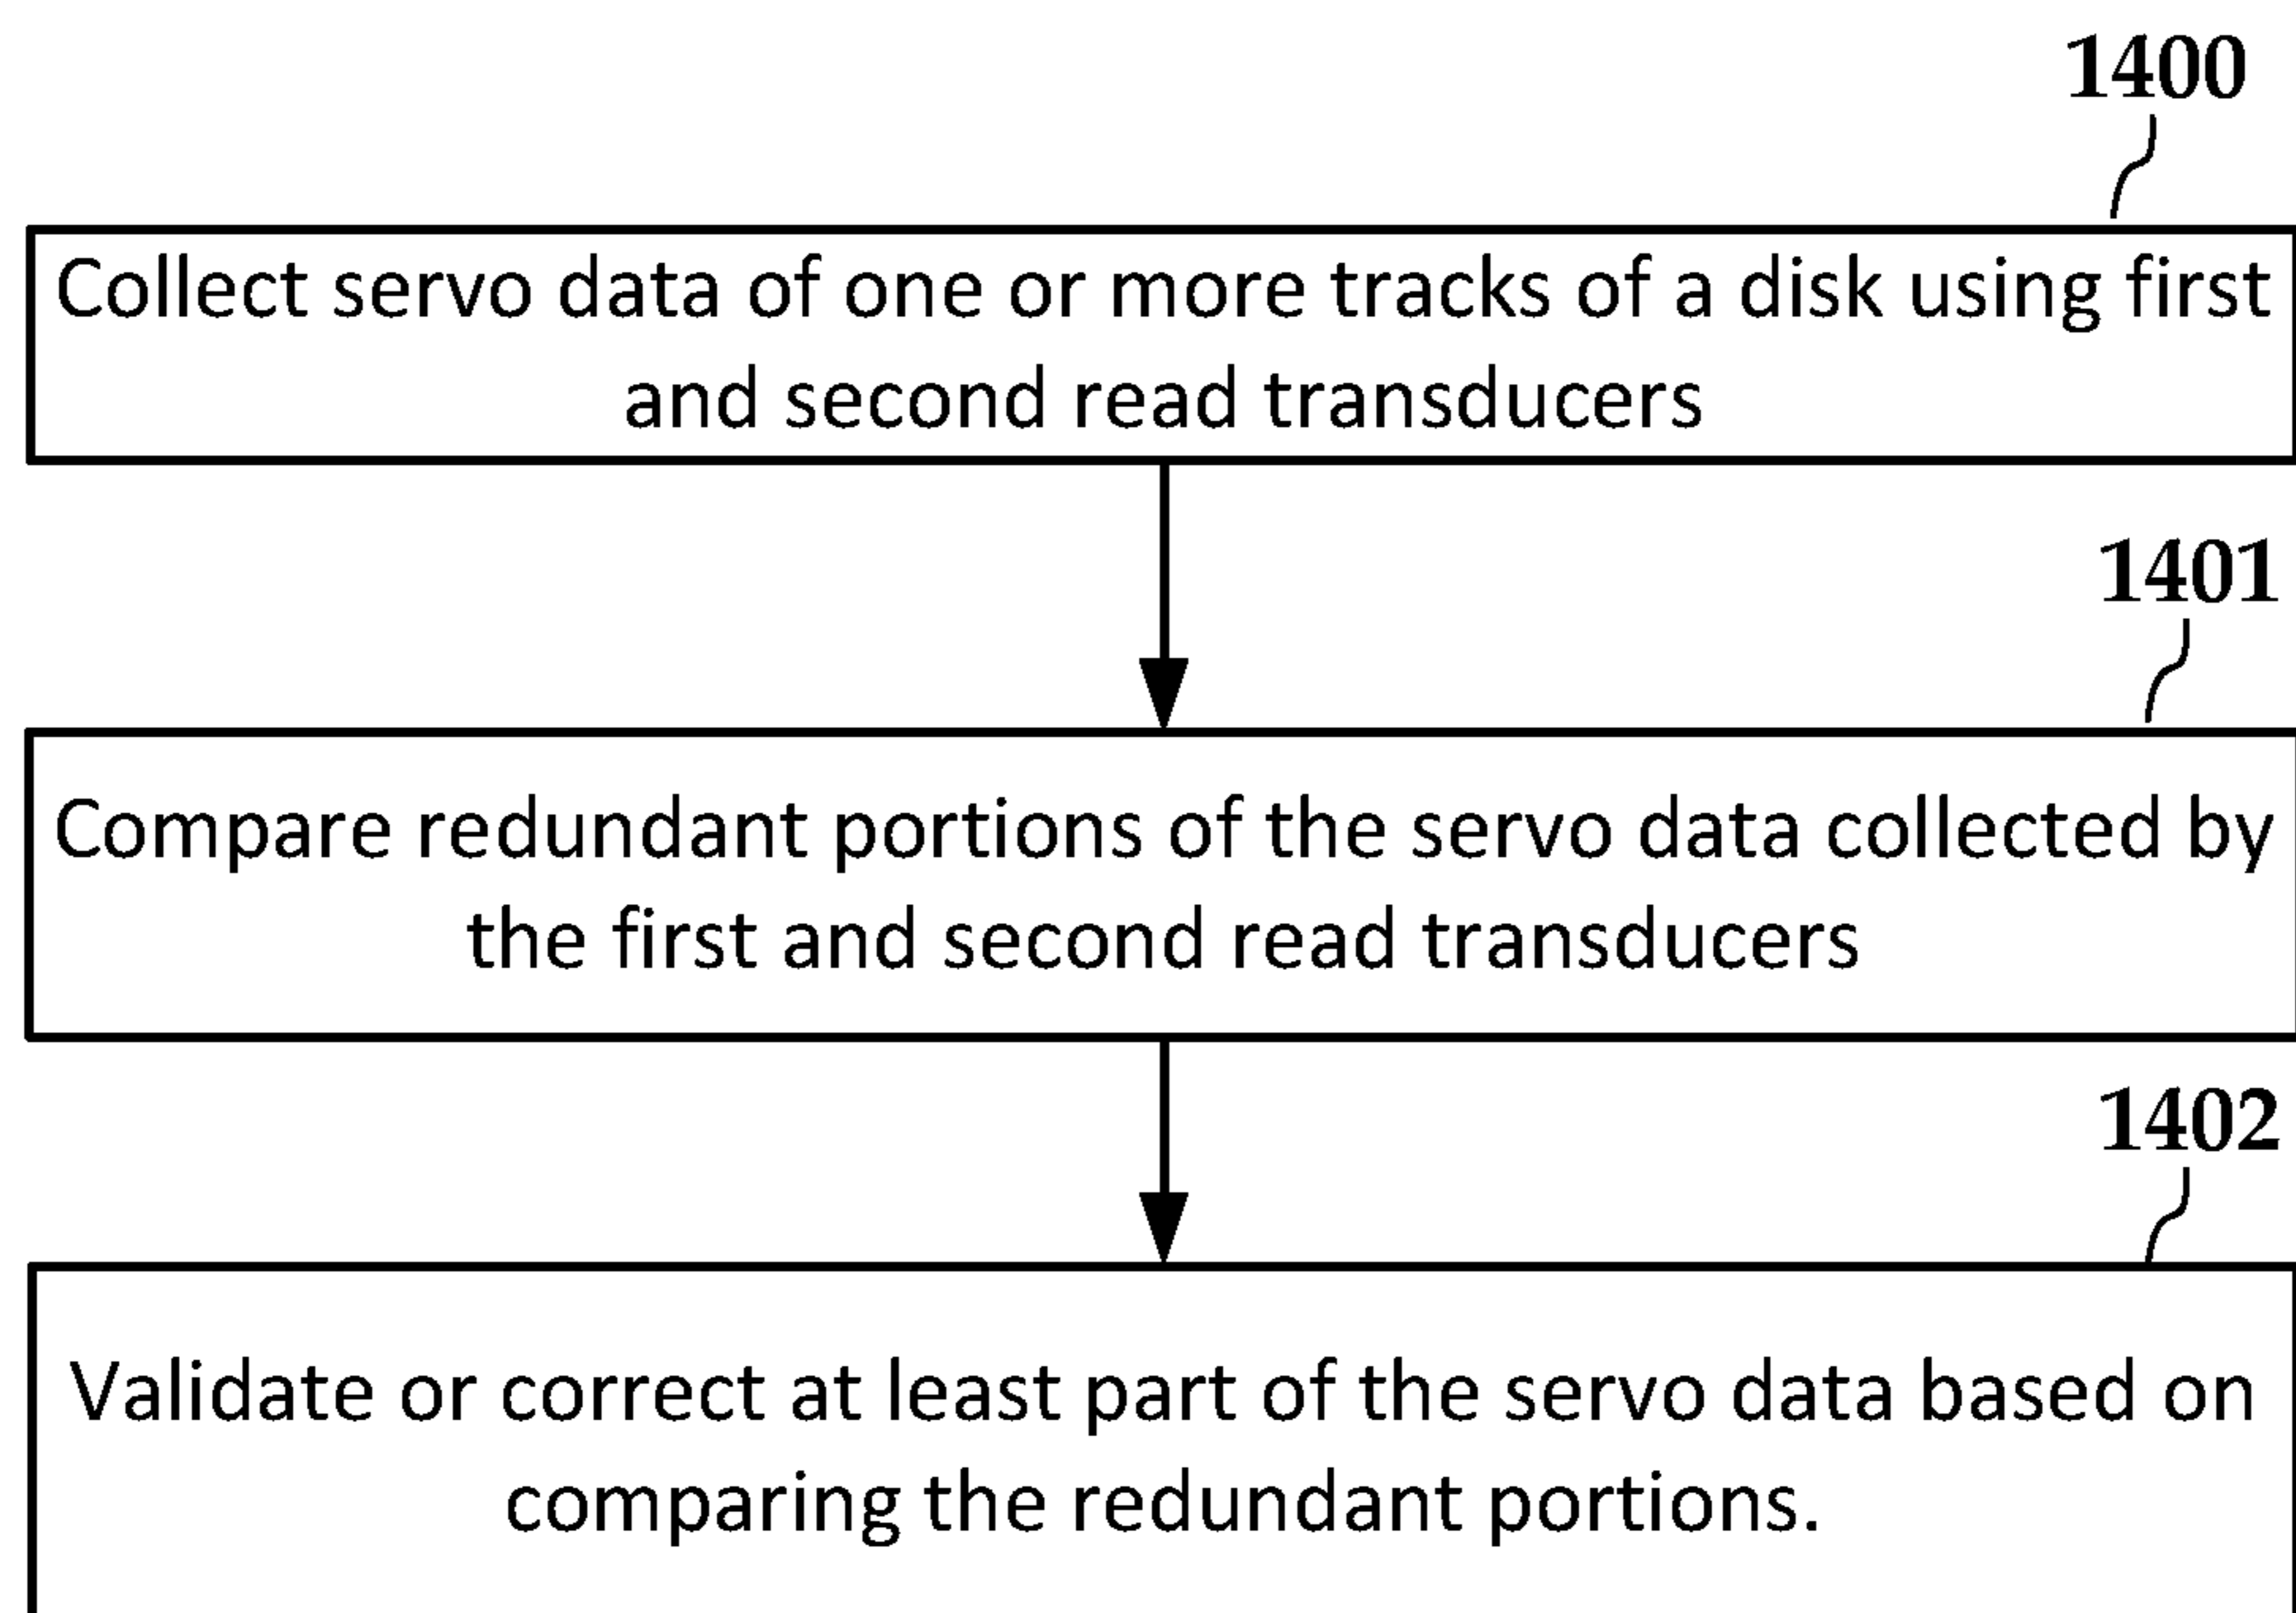 1400
Collect servo data of one or more tracks of a disk using first
and second read transducers
1401
Compare redundant portions of the servo data collected by
the first and second read transducers
1402
Validate or correct at least part of the servo data based on
comparing the redundant portions.